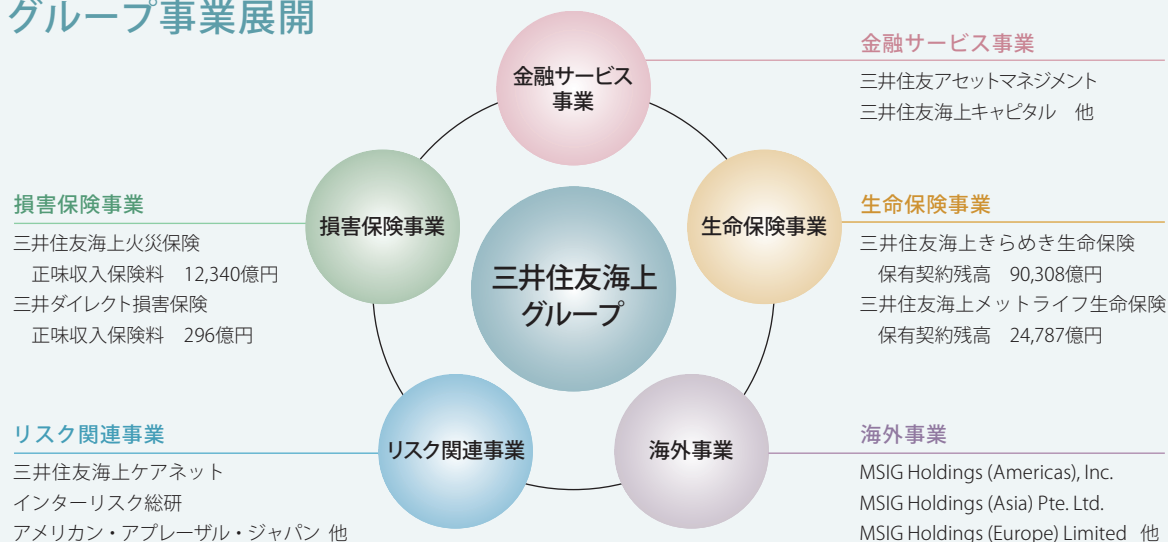 グループ事業展開
金融サービス
事業
損害保険事業
生命保険事業
三井住友海上
グループ
リスク関連事業
海外事業
金融サービス事業
三井住友アセットマネジメント
三井住友海上キャピタル 他
損害保険事業
三井住友海上火災保険
正味収入保険料 12,340億円
三井ダイレクト損害保険
正味収入保険料 296億円
生命保険事業
三井住友海上きらめき生命保険
保有契約残高 90,308億円
三井住友海上メットライフ生命保険
保有契約残高 24,787億円
リスク関連事業
三井住友海上ケアネット
インターリスク総研
アメリカン・アプレーザル・ジャパン 他
海外事業
MSIG Holdings (Americas), Inc.
MSIG Holdings (Asia) Pte. Ltd.
MSIG Holdings (Europe) Limited 他